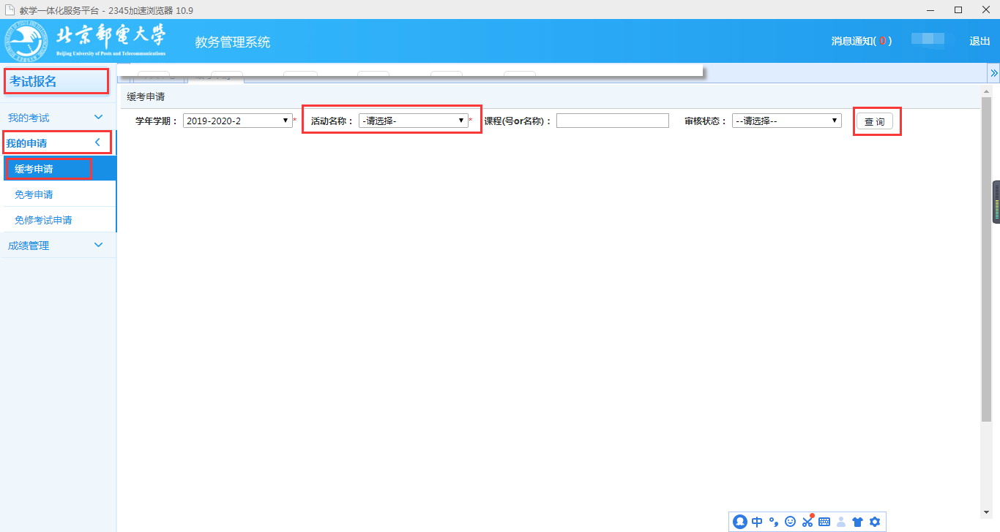 教学一体化服务平台 - 2345加速浏览器 10.9
北京邮电大學
Beijing University of Posts and Telecommunications
教务管理系统
消息通知( 0 )
退出
考试报名
我的考试
我的申请
缓考申请
免考申请
免修考试申请
成绩管理
缓考申请
学年学期： 2019-2020-2 * 活动名称： -请选择- * 课程(号or名称)： 审核状态： --请选择-- 查 询
中